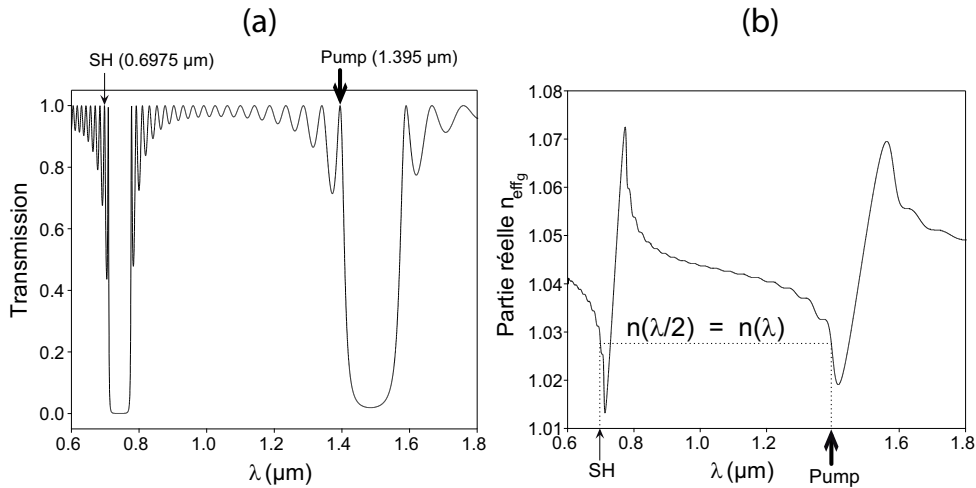 (a)
SH (0.6975 µm)
Pump (1.395 µm)
Transmission
1.0
0.8
0.6
0.4
0.2
0.0
0.6 0.8 1.0 1.2 1.4 1.6 1.8
λ (µm)
(b)
Partie réelle n_effg
1.08
1.07
1.06
1.05
1.04
1.03
1.02
1.01
n(λ/2) = n(λ)
0.6 0.8 1.0 1.2 1.4 1.6 1.8
SH
λ (µm)
Pump